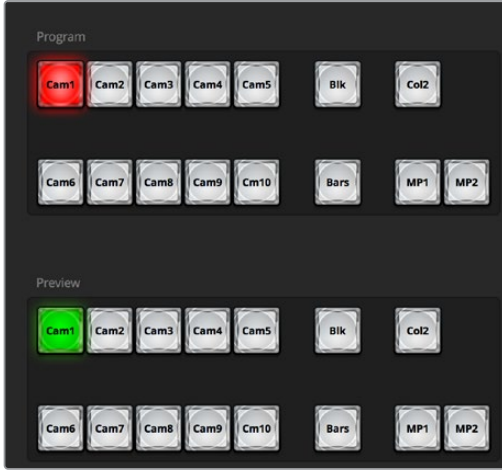 Program
Cam1 Cam2 Cam3 Cam4 Cam5 Blk Col2
Cam6 Cam7 Cam8 Cam9 Cm10 Bars MP1 MP2
Preview
Cam1 Cam2 Cam3 Cam4 Cam5 Blk Col2
Cam6 Cam7 Cam8 Cam9 Cm10 Bars MP1 MP2